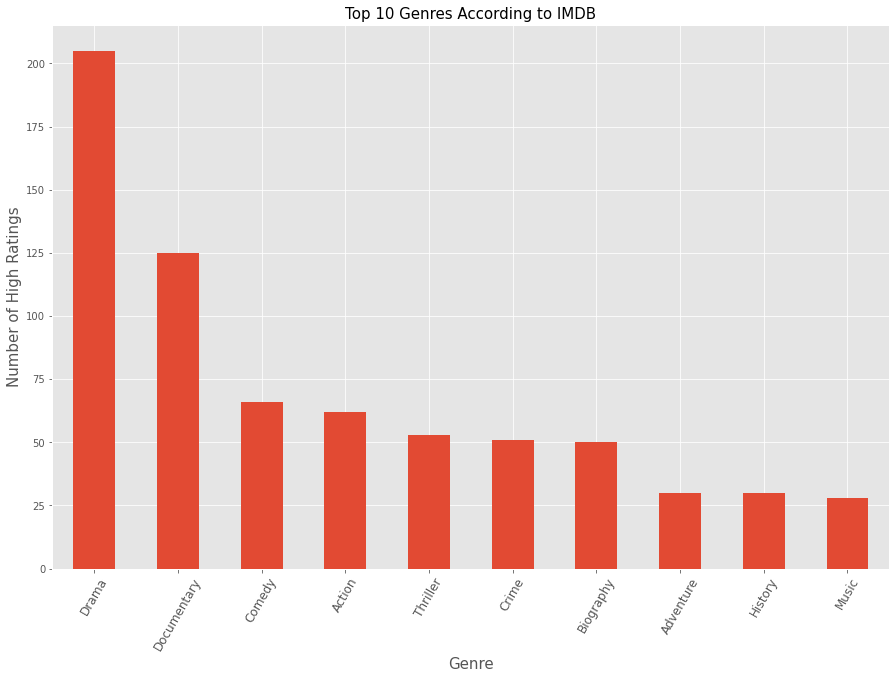 Top 10 Genres According to IMDB
Number of High Ratings
200
175
150
125
100
75
50
25
0
Drama
Documentary
Comedy
Action
Thriller
Crime
Biography
Adventure
History
Music
Genre